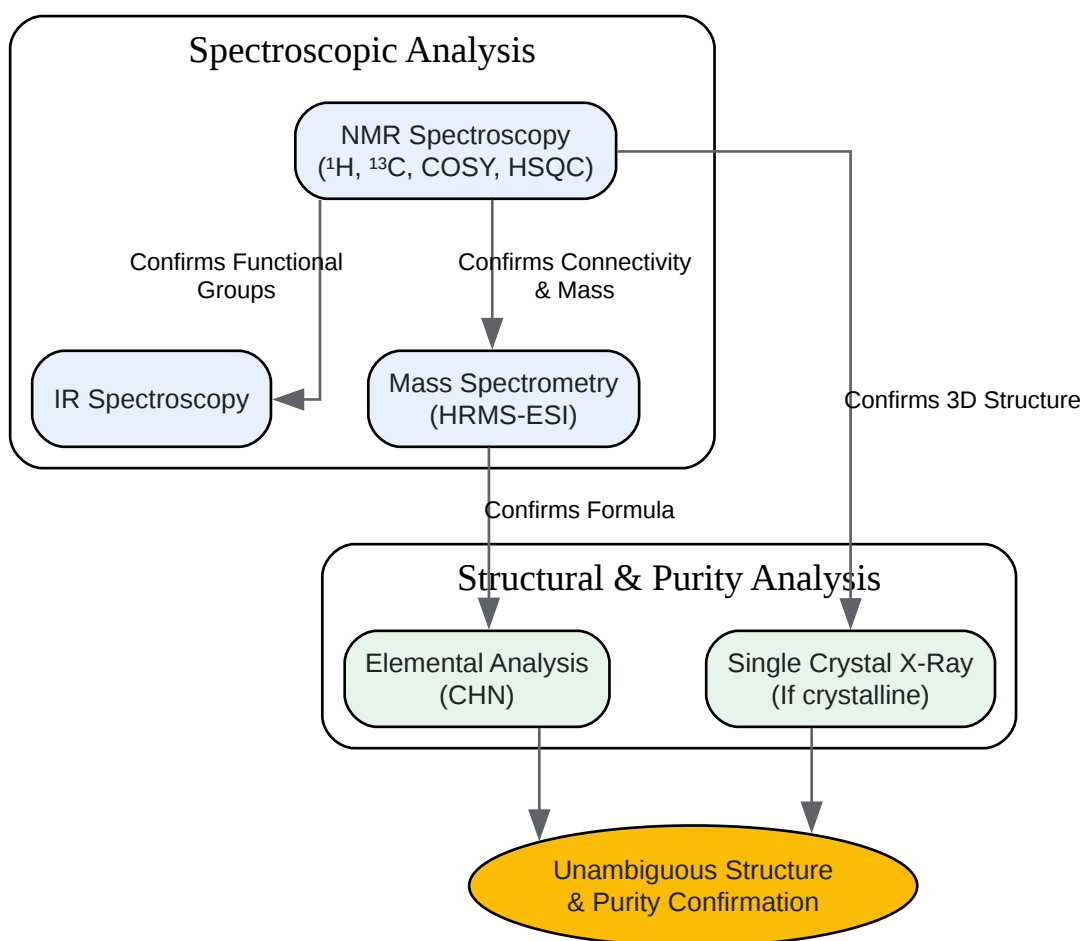 Spectroscopic Analysis
NMR Spectroscopy
(¹H, ¹³C, COSY, HSQC)
Confirms Functional
Groups
Confirms Connectivity
& Mass
IR Spectroscopy
Mass Spectrometry
(HRMS-ESI)
Confirms 3D Structure
Confirms Formula
Structural & Purity Analysis
Elemental Analysis
(CHN)
Single Crystal X-Ray
(If crystalline)
Unambiguous Structure
& Purity Confirmation